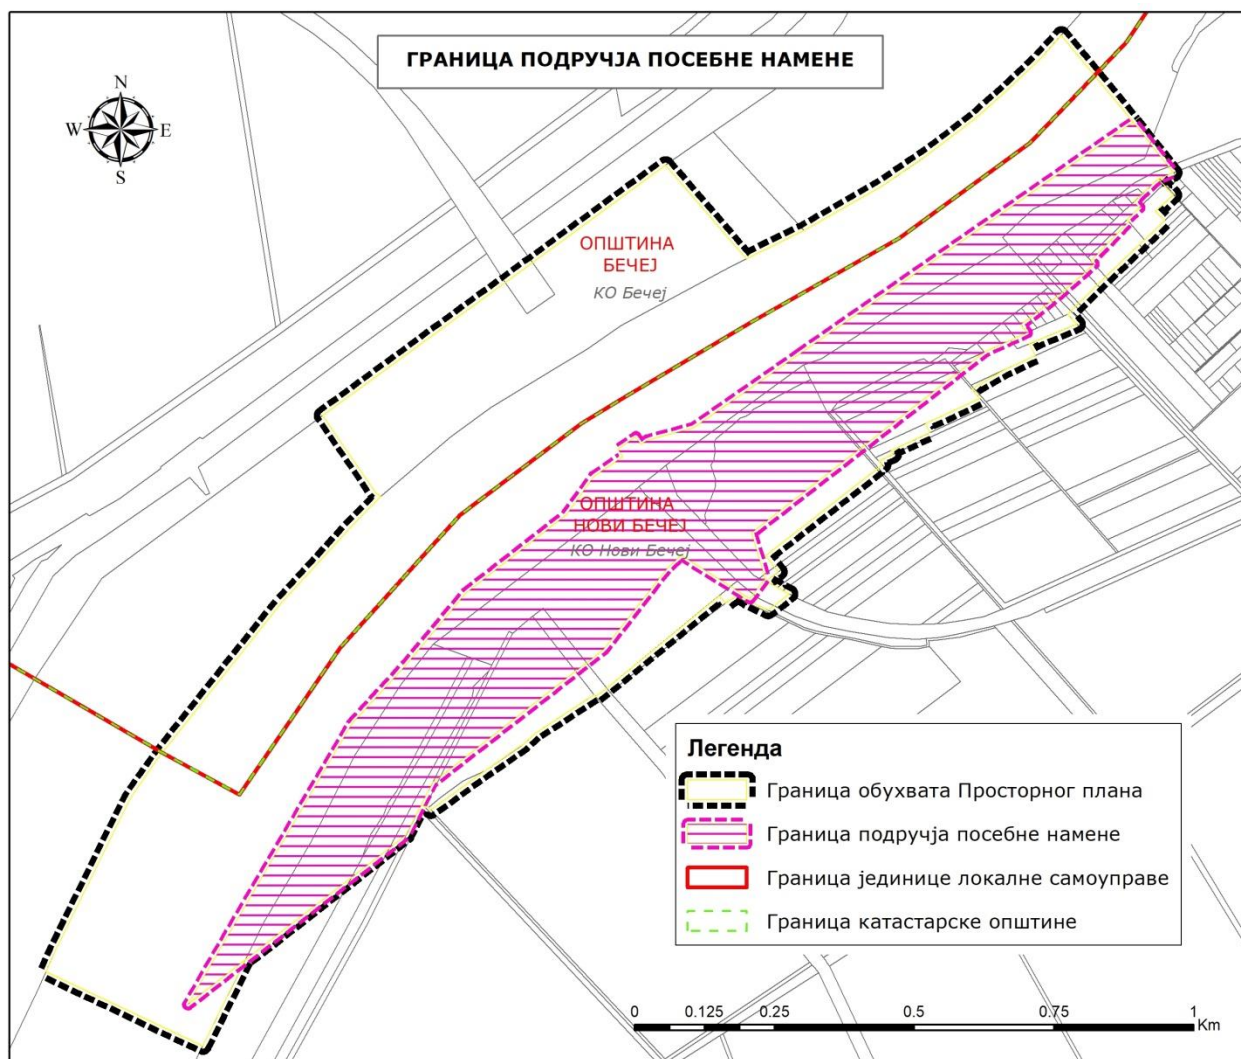 ГРАНИЦА ПОДРУЧЈА ПОСЕБНЕ НАМЕНЕ
N
W E
S
ОПШТИНА
БЕЧЕЈ
КО Бечеј
ОПШТИНА
НОВИ БЕЧЕЈ
КО Нови Бечеј
Легенда
Граница обухвата Просторног плана
Граница подручја посебне намене
Граница јединице локалне самоуправе
Граница катастарске општине
0 0.125 0.25 0.5 0.75 1
Km